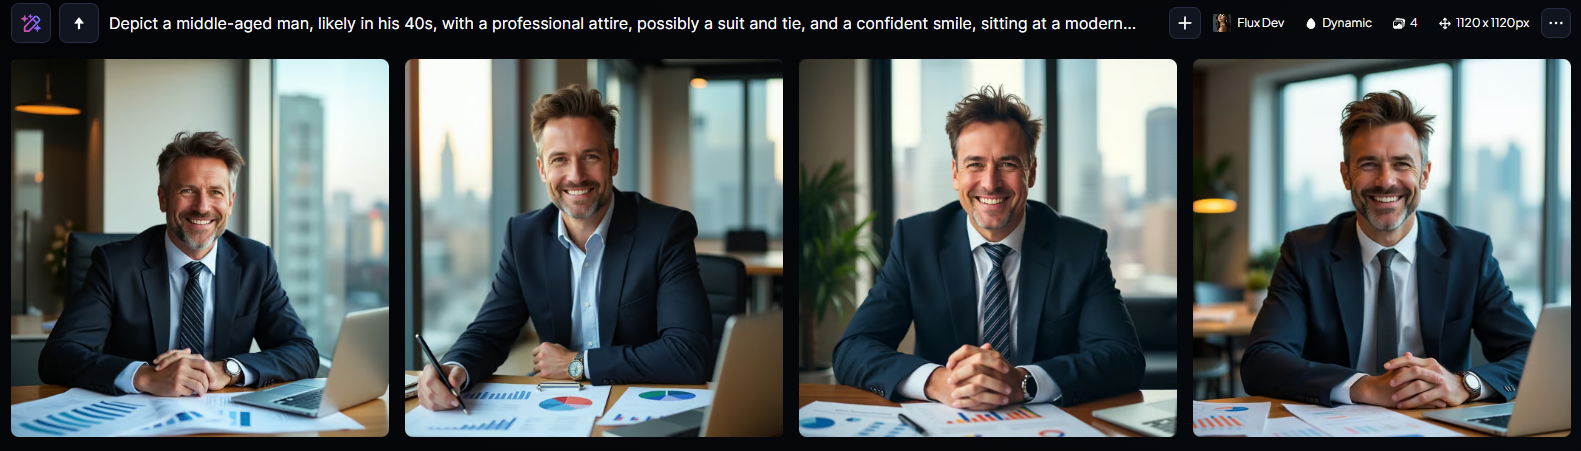 Depict a middle-aged man, likely in his 40s, with a professional attire, possibly a suit and tie, and a confident smile, sitting at a modern... Flux Dev Dynamic 4 1120 x 1120px